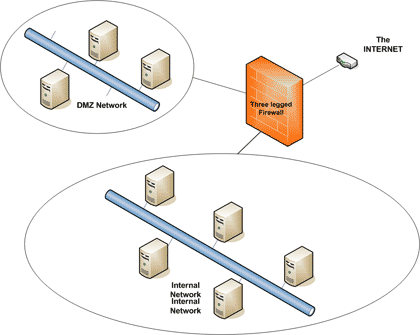 The
INTERNET
DMZ Network
Three legged
Firewall
Internal
Network
Internal
Network